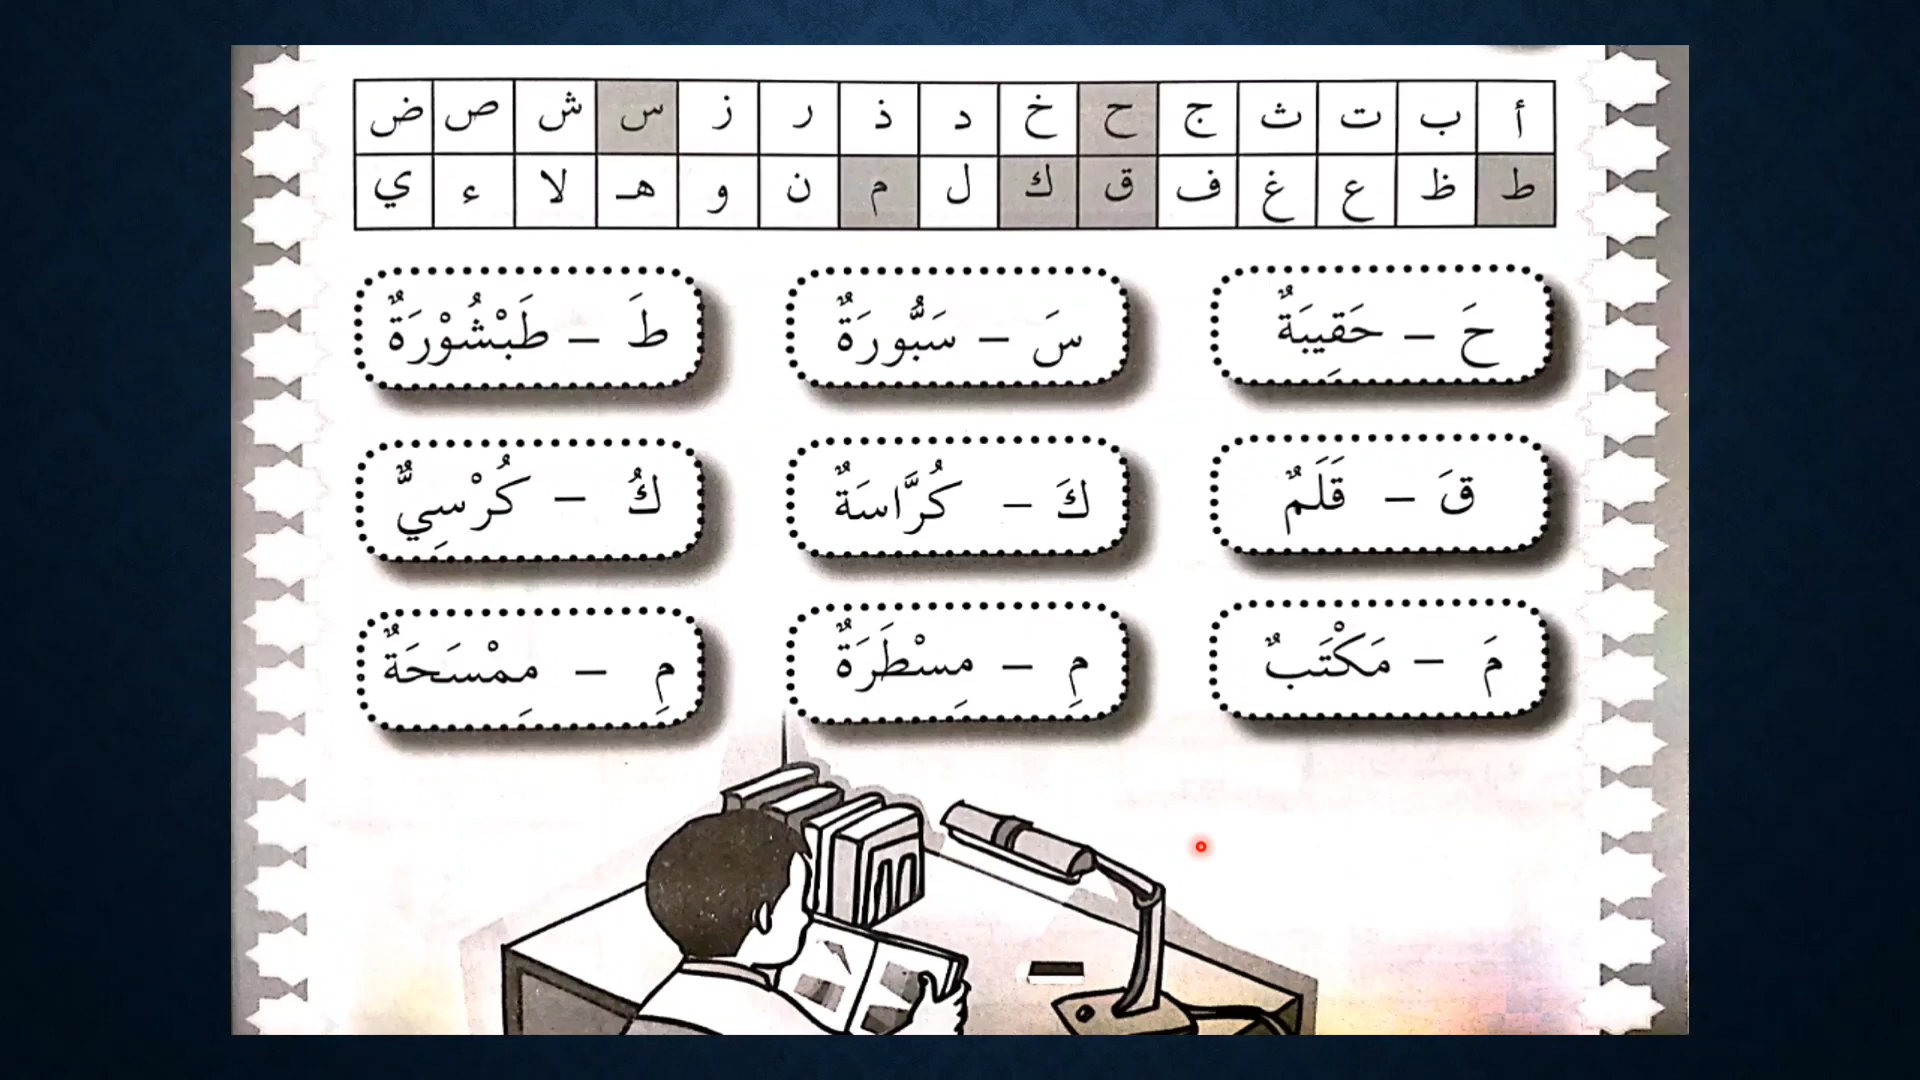 أ ب ت ث ج ح خ د ذ ر ز س ش ص ض
ط ظ ع غ ف ق ك ل م ن و هـ لا ء ي
حَ – حَقِيبَةٌ سَ – سَبُّورَةٌ طَ – طَبْشُوْرَةٌ
قَ – قَلَمٌ كَ – كُرَّاسَةٌ كُ – كُرْسِيٌّ
مَ – مَكْتَبٌ مِ – مِسْطَرَةٌ مِ – مِمْسَحَةٌ